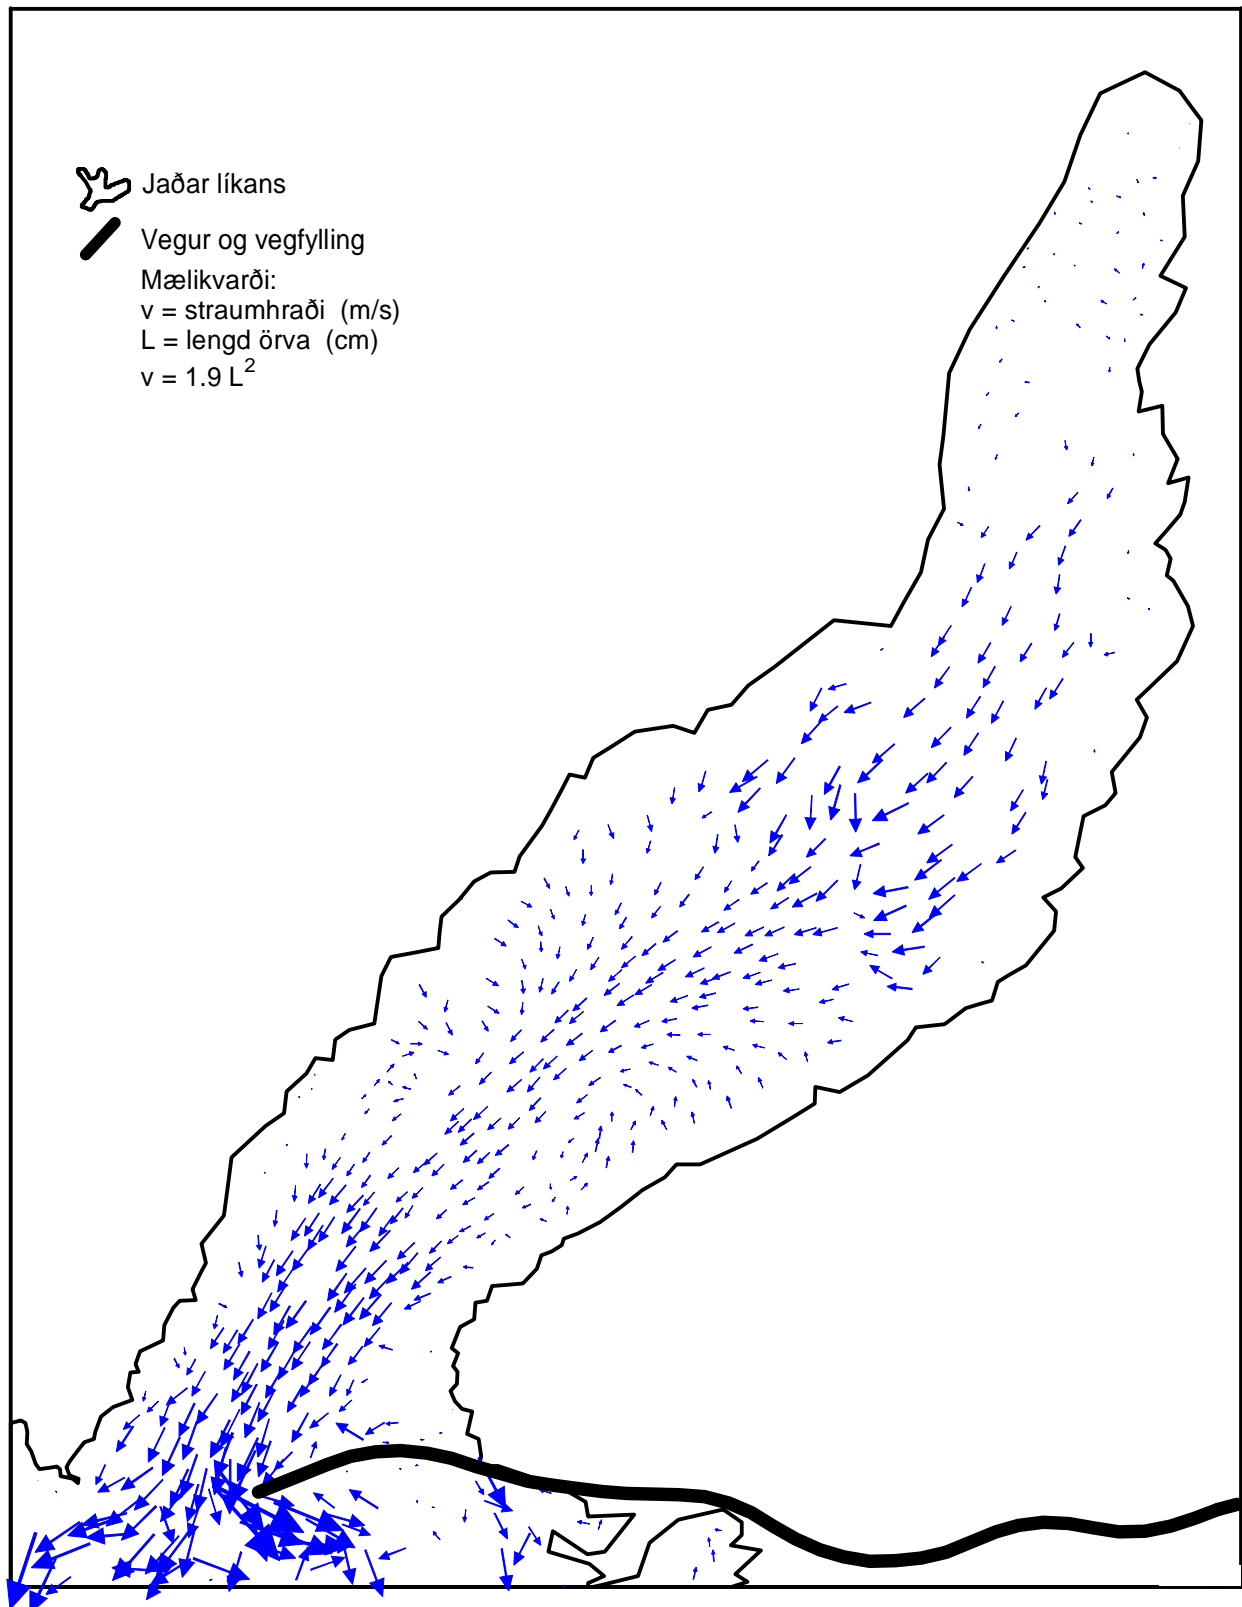 Jaðar líkans
Vegur og vegfylling
Mælikvarði:
v = straumhraði (m/s)
L = lengd örva (cm)
v = 1.9 L²